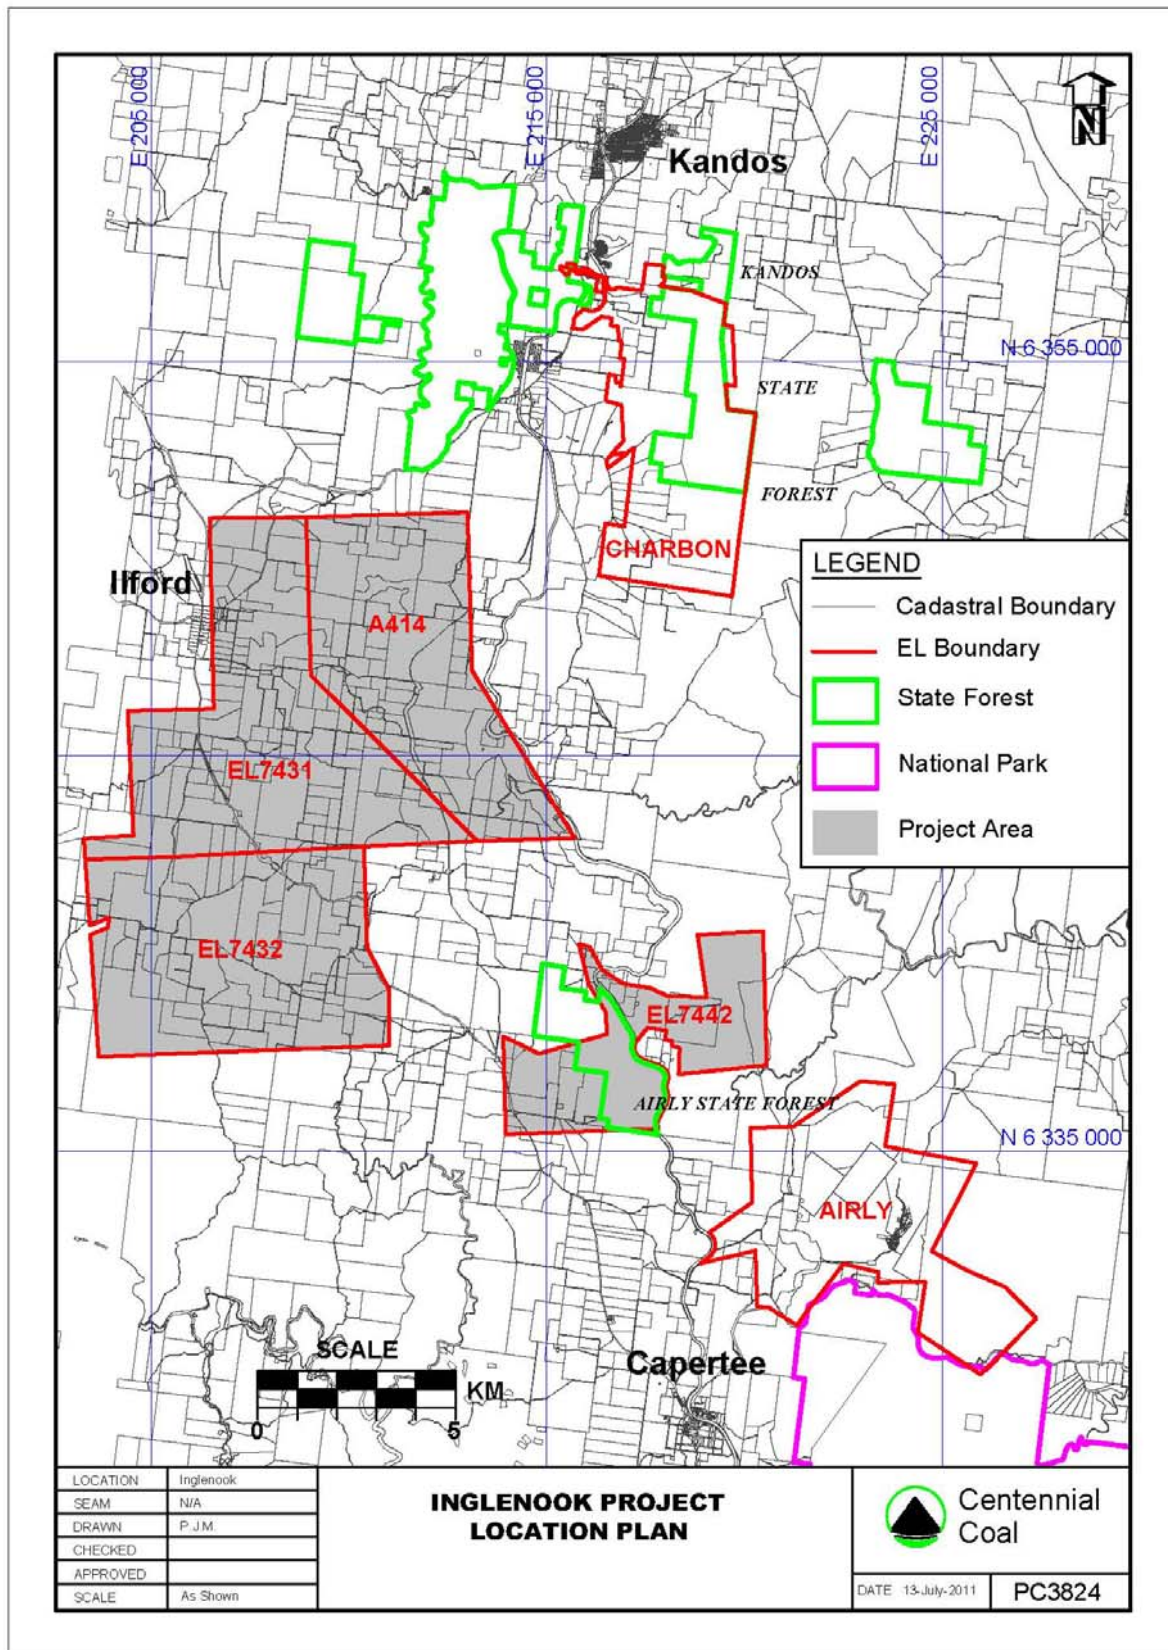 E 205 000
E 215 000
E 225 000
N
Kandos
KANDOS
N 6 355 000
STATE
FOREST
CHARBON
Ilford
A414
LEGEND
Cadastral Boundary
EL Boundary
State Forest
National Park
Project Area
EL7431
EL7432
EL7442
AIRLY STATE FOREST
N 6 335 000
AIRLY
SCALE
KM
0 5
Capertee
LOCATION Inglenook
SEAM N/A
DRAWN P.J.M.
CHECKED
APPROVED
SCALE As Shown
INGLENOOK PROJECT
LOCATION PLAN
Centennial
Coal
DATE 13-July-2011
PC3824